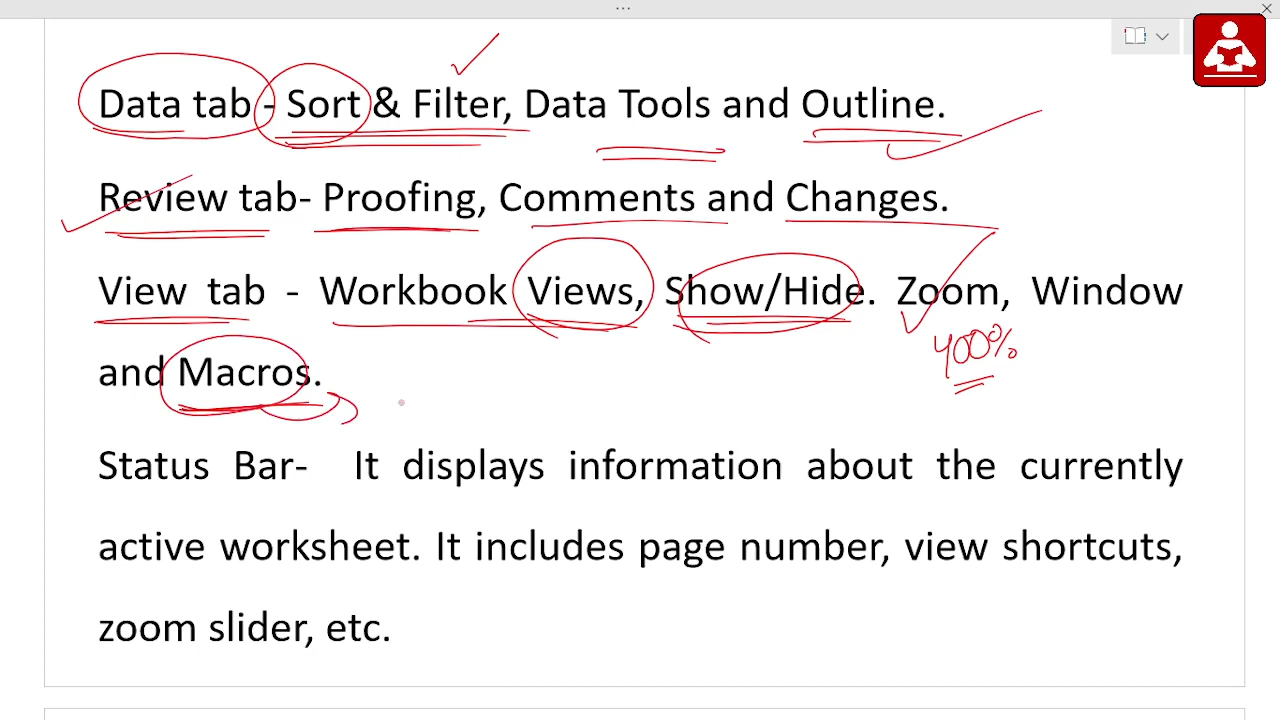 Data tab - Sort & Filter, Data Tools and Outline.
Review tab- Proofing, Comments and Changes.
View tab - Workbook Views, Show/Hide. Zoom, Window
400%
and Macros.
Status Bar- It displays information about the currently
active worksheet. It includes page number, view shortcuts,
zoom slider, etc.